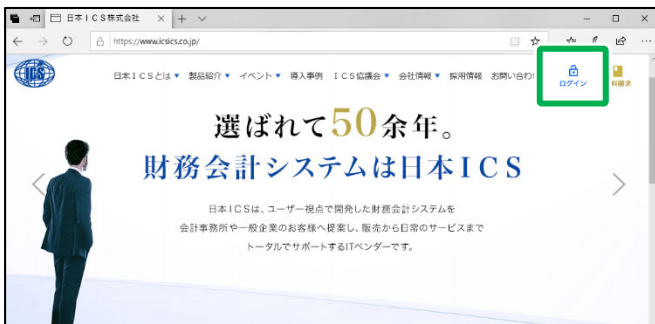 日本ICS株式会社
https://www.icsics.co.jp/
ICS
日本ICSとは 製品紹介 イベント 導入事例 ICS協議会 会社情報 採用情報 お問い合わ
ログイン
料請求
選ばれて50余年。
財務会計システムは日本ICS
日本ICSは、ユーザー視点で開発した財務会計システムを
会計事務所や一般企業のお客様へ提案し、販売から日常のサービスまで
トータルでサポートするITベンダーです。